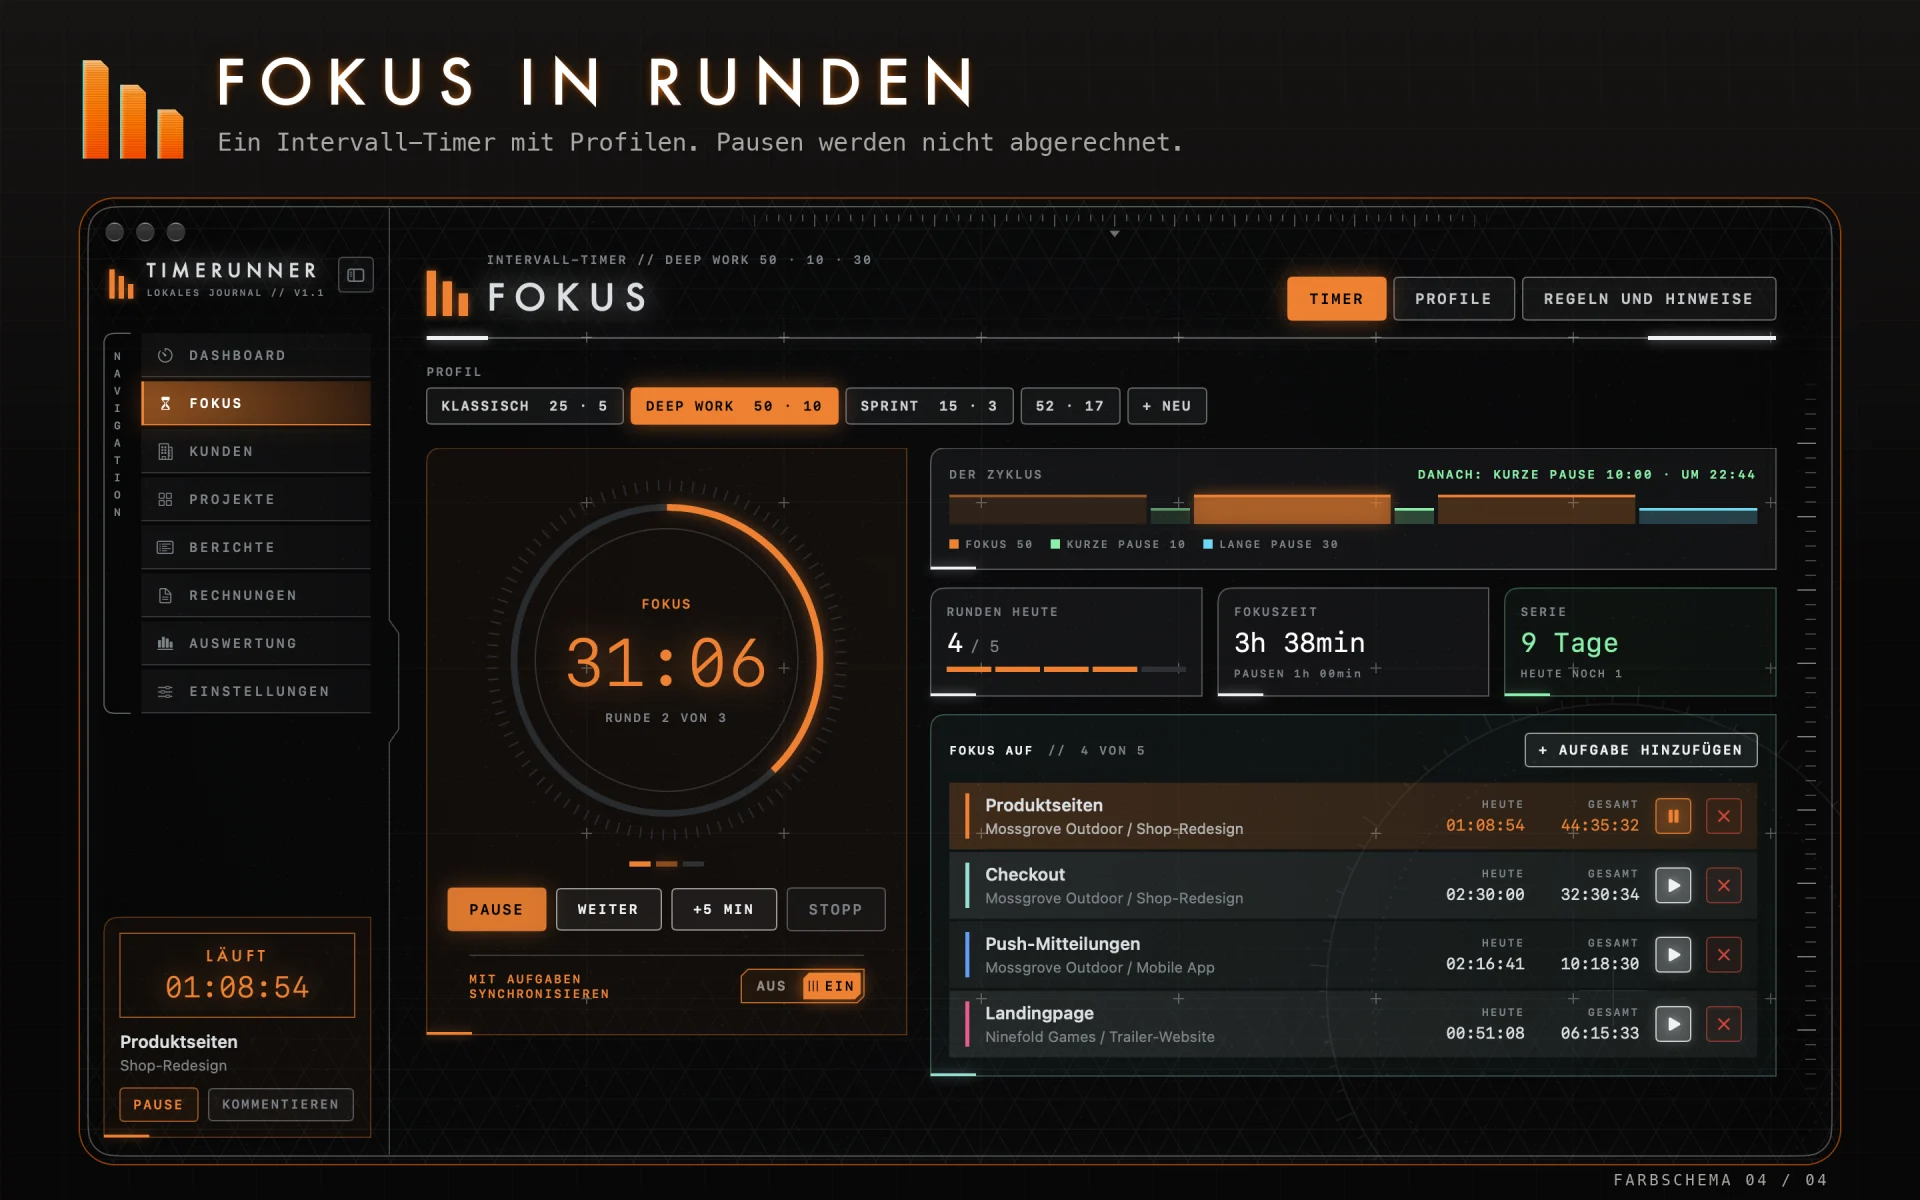 FOKUS IN RUNDEN
Ein Intervall-Timer mit Profilen. Pausen werden nicht abgerechnet.
TIMERUNNER
LOKALES JOURNAL // V1.1
NAVIGATION
DASHBOARD
FOKUS
KUNDEN
PROJEKTE
BERICHTE
RECHNUNGEN
AUSWERTUNG
EINSTELLUNGEN
LÄUFT
01:08:54
Produktseiten
Shop-Redesign
PAUSE
KOMMENTIEREN
INTERVALL-TIMER // DEEP WORK 50 · 10 · 30
FOKUS
TIMER
PROFILE
REGELN UND HINWEISE
PROFIL
KLASSISCH 25 · 5
DEEP WORK 50 · 10
SPRINT 15 · 3
52 · 17
+ NEU
FOKUS
31:06
RUNDE 2 VON 3
PAUSE
WEITER
+5 MIN
STOPP
MIT AUFGABEN
SYNCHRONISIEREN
AUS
EIN
DER ZYKLUS
DANACH: KURZE PAUSE 10:00 · UM 22:44
FOKUS 50
KURZE PAUSE 10
LANGE PAUSE 30
RUNDEN HEUTE
4 / 5
FOKUSZEIT
3h 38min
PAUSEN 1h 00min
SERIE
9 Tage
HEUTE NOCH 1
FOKUS AUF // 4 VON 5
+ AUFGABE HINZUFÜGEN
Produktseiten
Mossgrove Outdoor / Shop-Redesign
HEUTE
01:08:54
GESAMT
44:35:32
Checkout
Mossgrove Outdoor / Shop-Redesign
HEUTE
02:30:00
GESAMT
32:30:34
Push-Mitteilungen
Mossgrove Outdoor / Mobile App
HEUTE
02:16:41
GESAMT
10:18:30
Landingpage
Ninefold Games / Trailer-Website
HEUTE
00:51:08
GESAMT
06:15:33
FARBSCHEMA 04 / 04